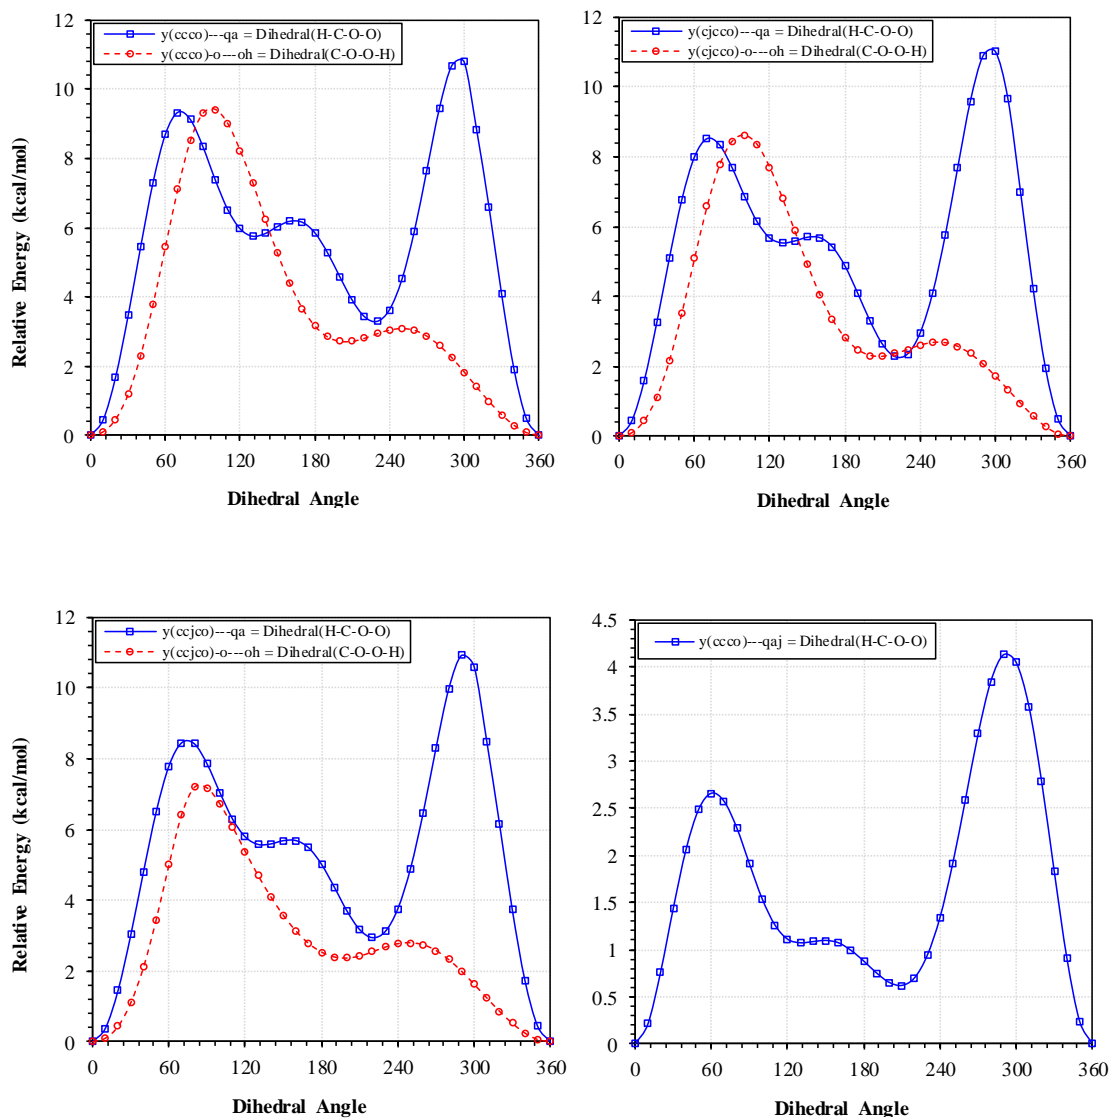 y(ccco)---qa = Dihedral(H-C-O-O)
y(ccco)-o---oh = Dihedral(C-O-O-H)
12
10
8
6
4
2
0
0 60 120 180 240 300 360
Relative Energy (kcal/mol)
Dihedral Angle
y(cjcco)---qa = Dihedral(H-C-O-O)
y(cjcco)-o---oh = Dihedral(C-O-O-H)
12
10
8
6
4
2
0
0 60 120 180 240 300 360
Dihedral Angle
y(ccjco)---qa = Dihedral(H-C-O-O)
y(ccjco)-o---oh = Dihedral(C-O-O-H)
12
10
8
6
4
2
0
0 60 120 180 240 300 360
Relative Energy (kcal/mol)
Dihedral Angle
y(ccco)---qaj = Dihedral(H-C-O-O)
4.5
4
3.5
3
2.5
2
1.5
1
0.5
0
0 60 120 180 240 300 360
Dihedral Angle